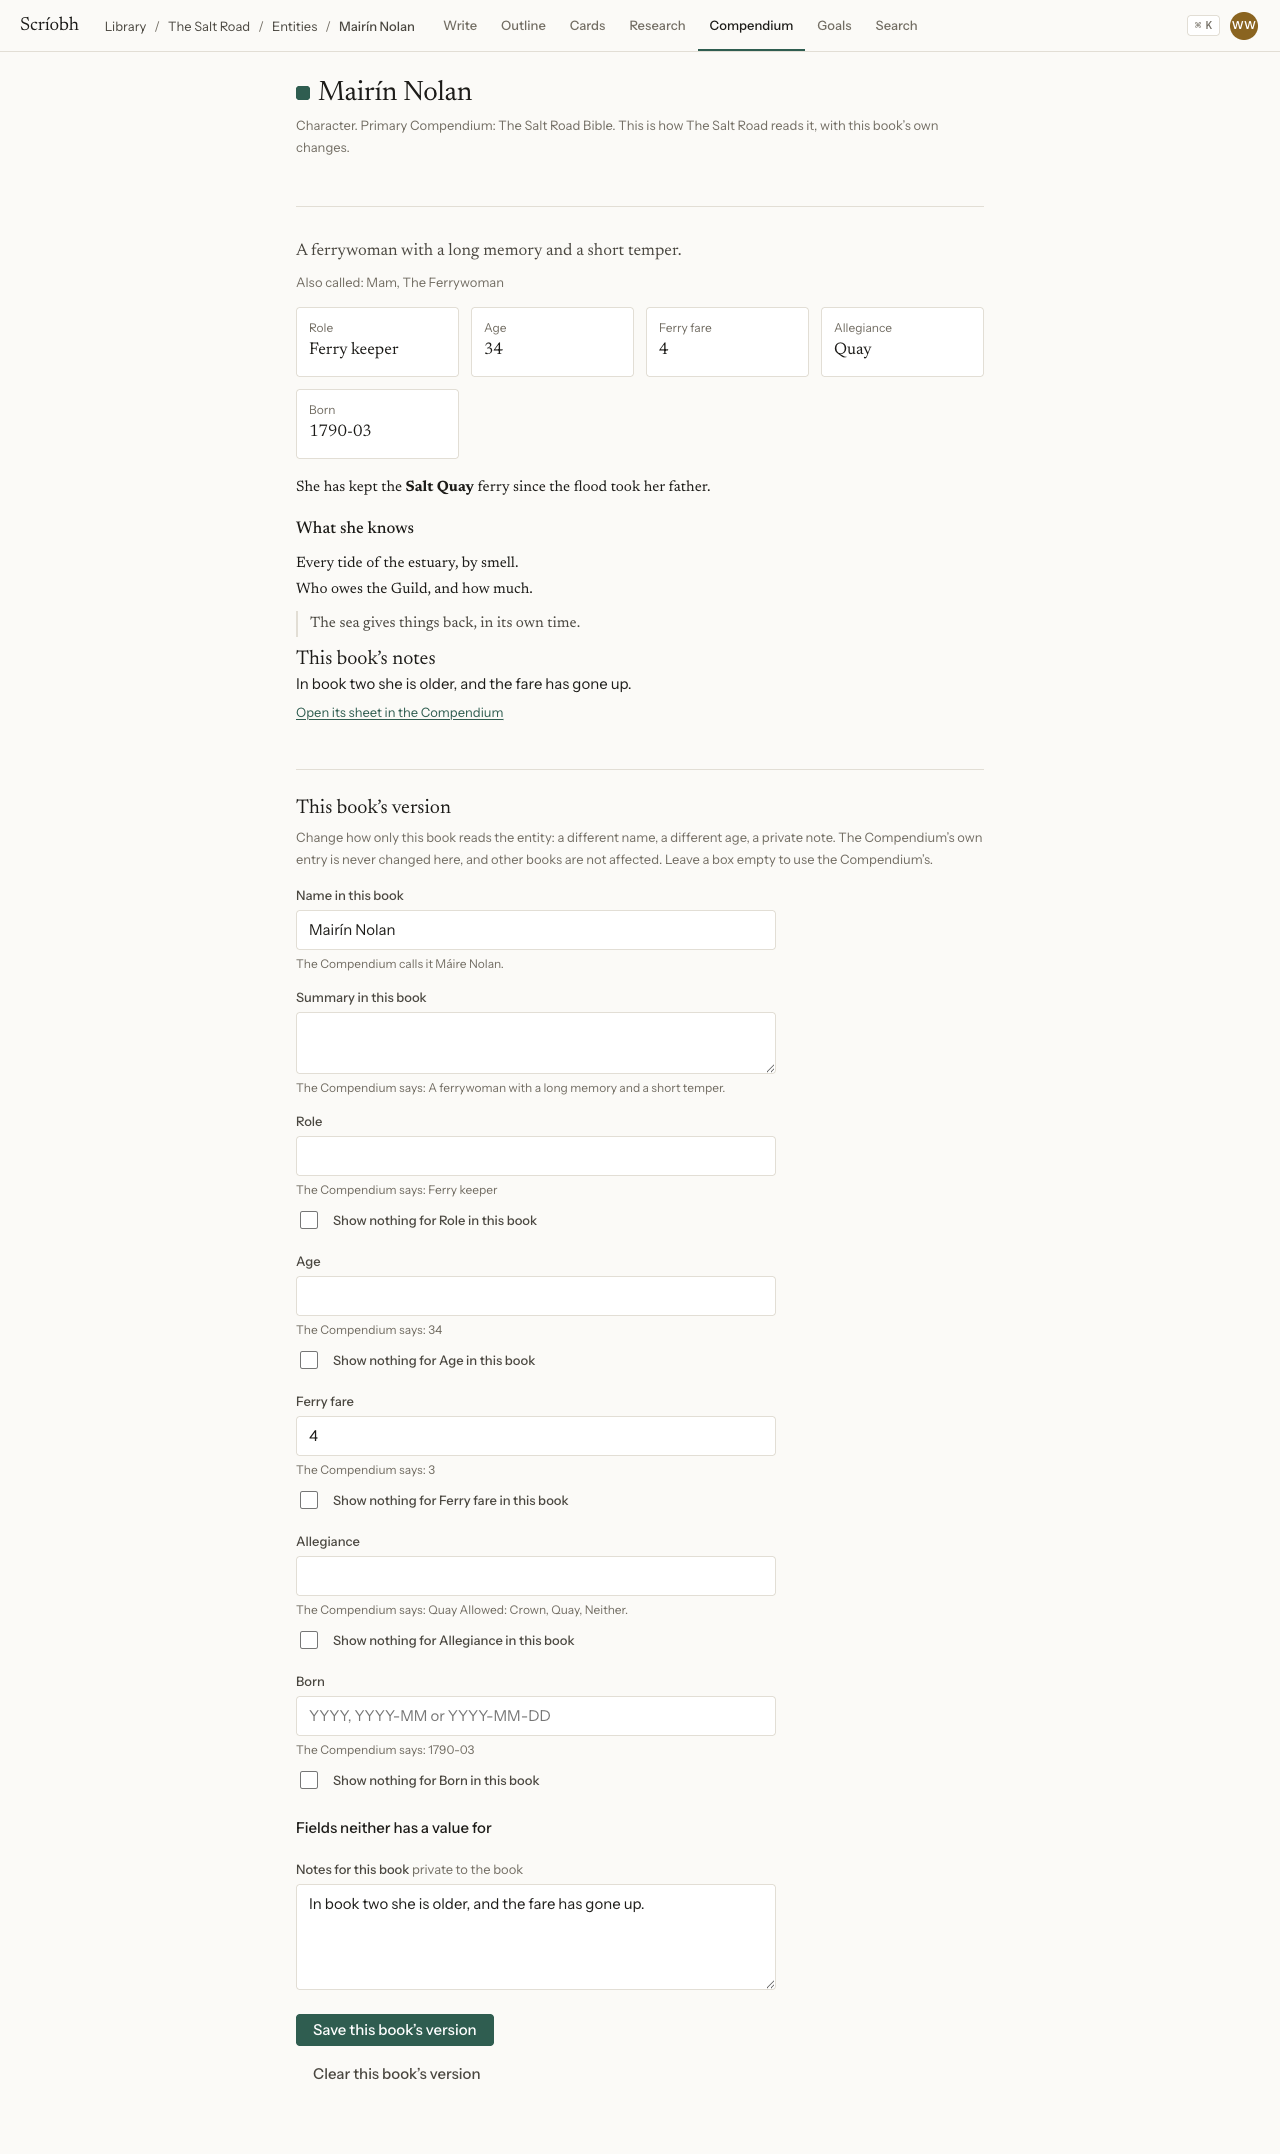 Scríobh
Library / The Salt Road / Entities / Mairín Nolan
Write Outline Cards Research Compendium Goals Search
⌘ K
WW
Mairín Nolan
Character. Primary Compendium: The Salt Road Bible. This is how The Salt Road reads it, with this book’s own
changes.
A ferrywoman with a long memory and a short temper.
Also called: Mam, The Ferrywoman
Role
Ferry keeper
Age
34
Ferry fare
4
Allegiance
Quay
Born
1790-03
She has kept the Salt Quay ferry since the flood took her father.
What she knows
Every tide of the estuary, by smell.
Who owes the Guild, and how much.
The sea gives things back, in its own time.
This book’s notes
In book two she is older, and the fare has gone up.
Open its sheet in the Compendium
This book’s version
Change how only this book reads the entity: a different name, a different age, a private note. The Compendium’s own
entry is never changed here, and other books are not affected. Leave a box empty to use the Compendium’s.
Name in this book
Mairín Nolan
The Compendium calls it Máire Nolan.
Summary in this book
The Compendium says: A ferrywoman with a long memory and a short temper.
Role
The Compendium says: Ferry keeper
Show nothing for Role in this book
Age
The Compendium says: 34
Show nothing for Age in this book
Ferry fare
4
The Compendium says: 3
Show nothing for Ferry fare in this book
Allegiance
The Compendium says: Quay Allowed: Crown, Quay, Neither.
Show nothing for Allegiance in this book
Born
YYYY, YYYY-MM or YYYY-MM-DD
The Compendium says: 1790-03
Show nothing for Born in this book
Fields neither has a value for
Notes for this book private to the book
In book two she is older, and the fare has gone up.
Save this book’s version
Clear this book’s version